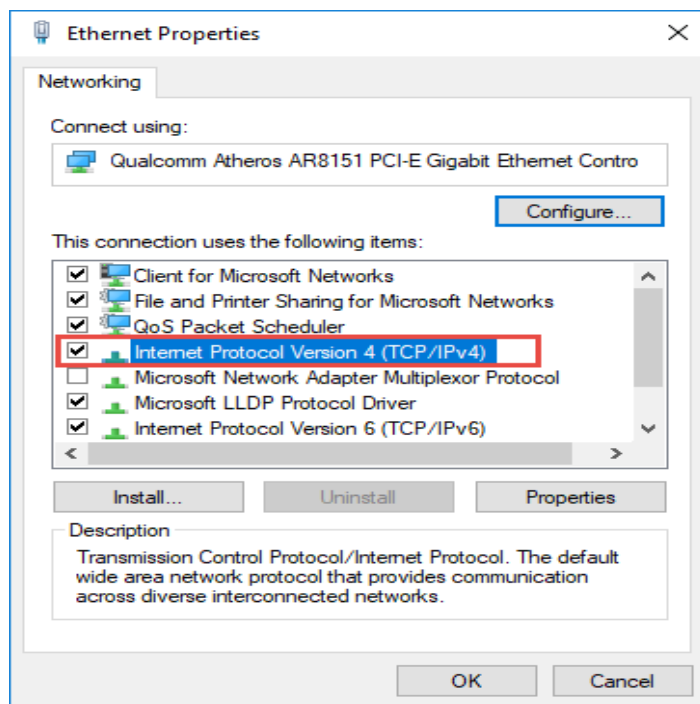 Ethernet Properties
Networking
Connect using:
Qualcomm Atheros AR8151 PCI-E Gigabit Ethernet Contro
Configure...
This connection uses the following items:
Client for Microsoft Networks
File and Printer Sharing for Microsoft Networks
QoS Packet Scheduler
Internet Protocol Version 4 (TCP/IPv4)
Microsoft Network Adapter Multiplexor Protocol
Microsoft LLDP Protocol Driver
Internet Protocol Version 6 (TCP/IPv6)
Install...
Uninstall
Properties
Description
Transmission Control Protocol/Internet Protocol. The default
wide area network protocol that provides communication
across diverse interconnected networks.
OK
Cancel